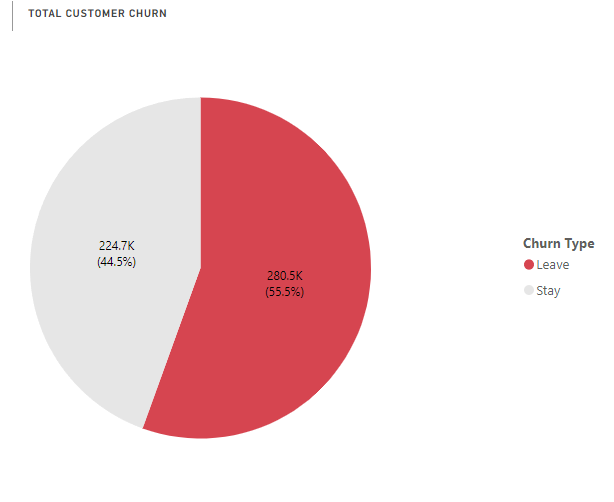 TOTAL CUSTOMER CHURN
224.7K
(44.5%)
280.5K
(55.5%)
Churn Type
Leave
Stay